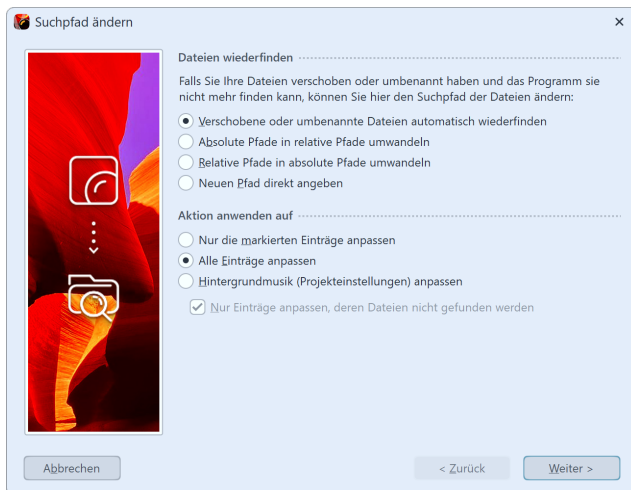 Suchpfad ändern
Dateien wiederfinden
Falls Sie Ihre Dateien verschoben oder umbenannt haben und das Programm sie
nicht mehr finden kann, können Sie hier den Suchpfad der Dateien ändern:
Verschobene oder umbenannte Dateien automatisch wiederfinden
Absolute Pfade in relative Pfade umwandeln
Relative Pfade in absolute Pfade umwandeln
Neuen Pfad direkt angeben
Aktion anwenden auf
Nur die markierten Einträge anpassen
Alle Einträge anpassen
Hintergrundmusik (Projekteinstellungen) anpassen
Nur Einträge anpassen, deren Dateien nicht gefunden werden
Abbrechen
< Zurück
Weiter >